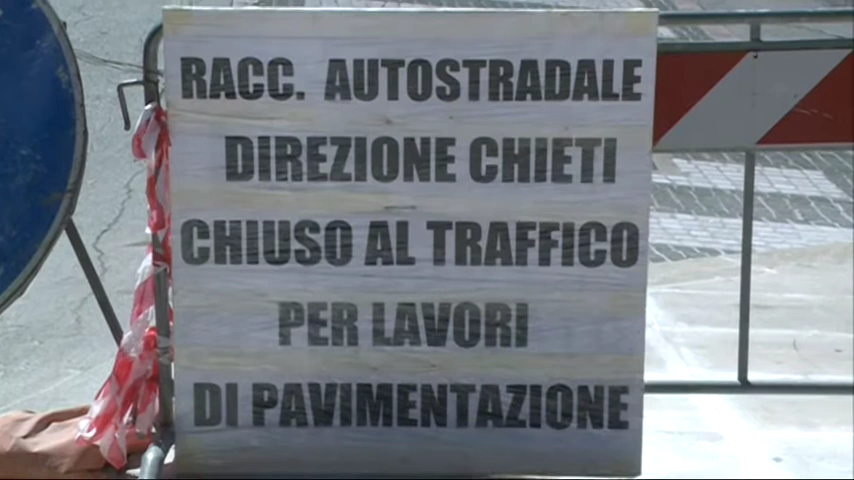 RACC. AUTOSTRADALE
DIREZIONE CHIETI
CHIUSO AL TRAFFICO
PER LAVORI
DI PAVIMENTAZIONE